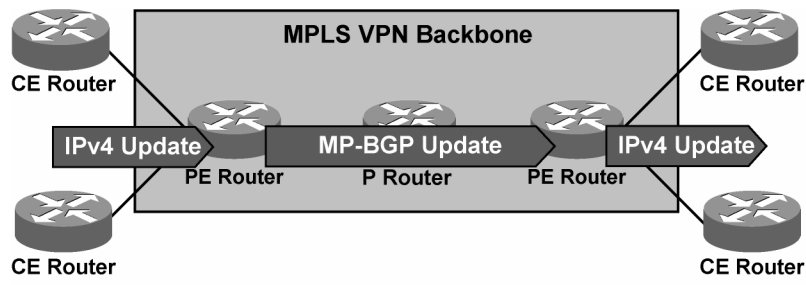 MPLS VPN Backbone
CE Router
CE Router
IPv4 Update
MP-BGP Update
IPv4 Update
PE Router
P Router
PE Router
CE Router
CE Router